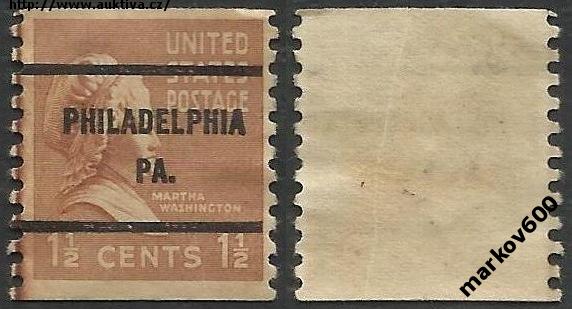 http://www.auktiva.cz/
UNITED
STATES
POSTAGE
PHILADELPHIA
PA.
MARTHA
WASHINGTON
1½ CENTS 1½
markov600